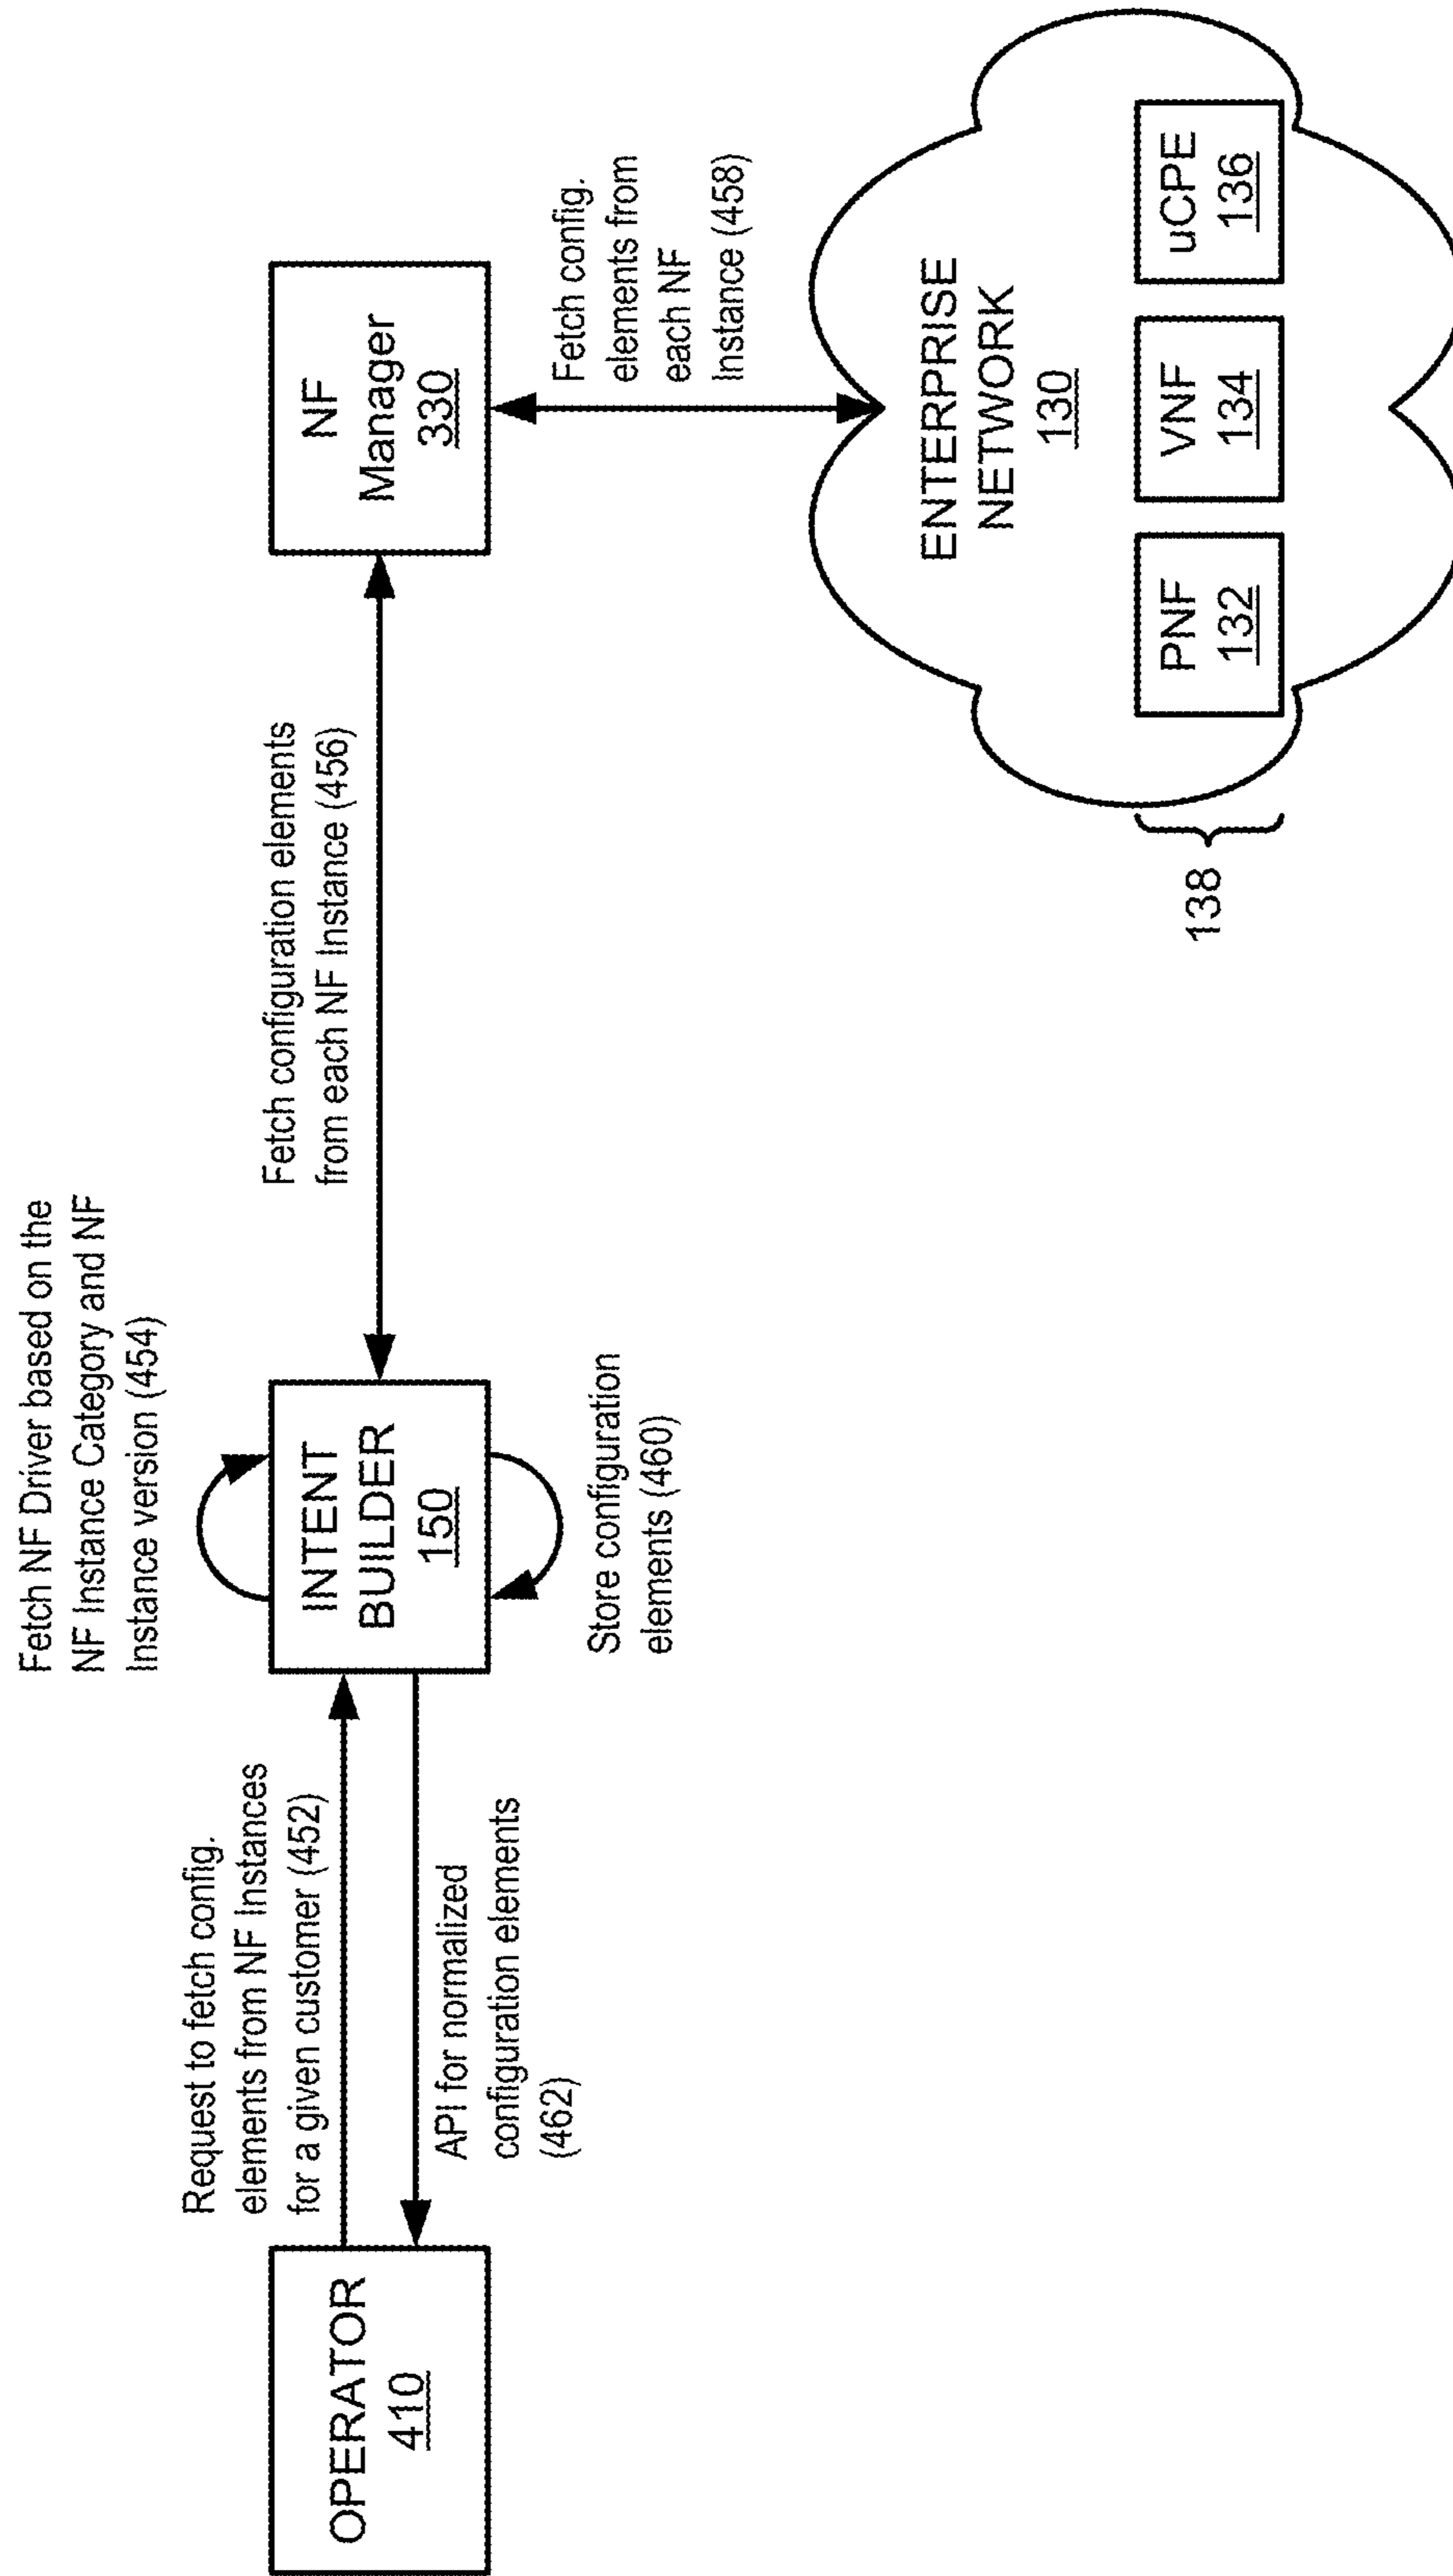 Fetch NF Driver based on the
NF Instance Category and NF
Instance version (454)
Request to fetch config.
elements from NF Instances
for a given customer (452)
OPERATOR
410
INTENT
BUILDER
150
API for normalized
configuration elements
(462)
Store configuration
elements (460)
Fetch configuration elements
from each NF Instance (456)
NF
Manager
330
Fetch config.
elements from
each NF
Instance (458)
ENTERPRISE
NETWORK
130
138
PNF
132
VNF
134
uCPE
136